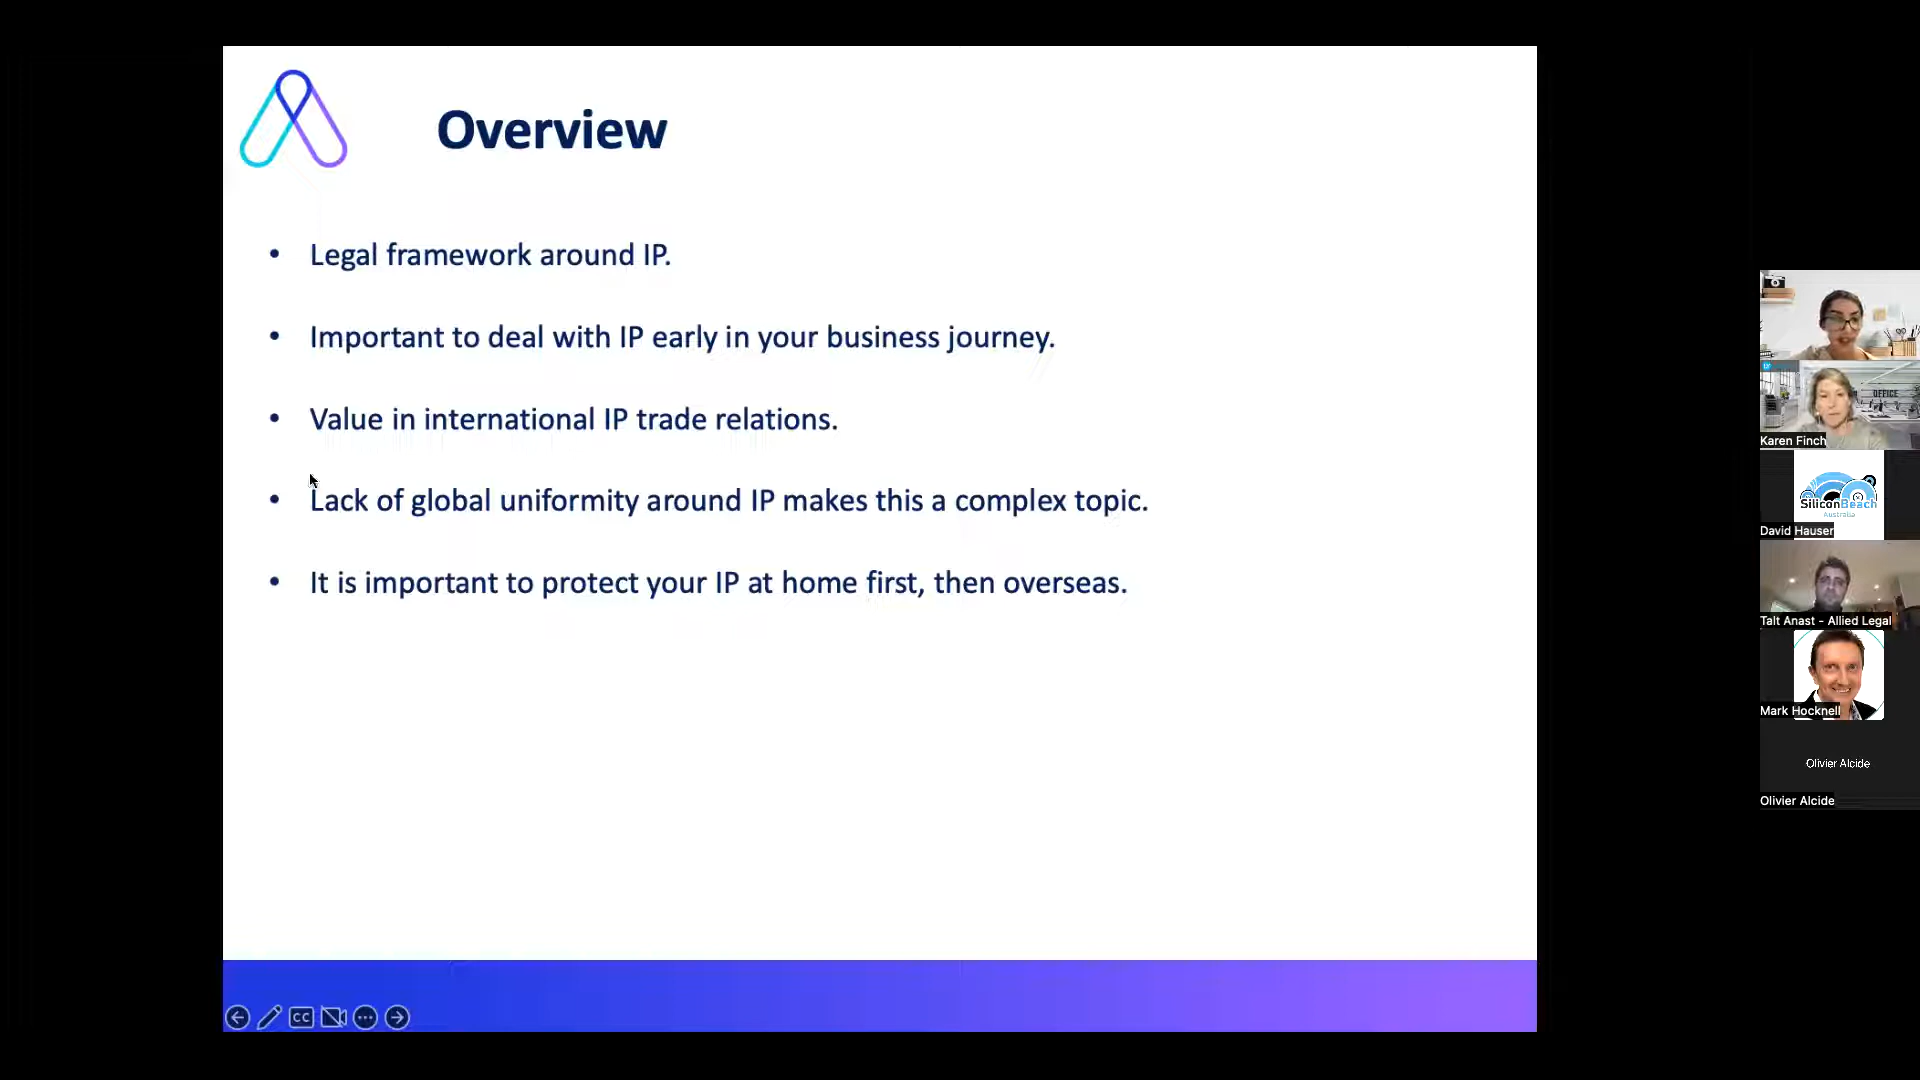 Overview
• Legal framework around IP.
• Important to deal with IP early in your business journey.
• Value in international IP trade relations.
• Lack of global uniformity around IP makes this a complex topic.
• It is important to protect your IP at home first, then overseas.
CC
OFFICE
Karen Finch
SiliconBeach
Australia
David Hauser
Talt Anast - Allied Legal
Mark Hocknell
Olivier Alcide
Olivier Alcide